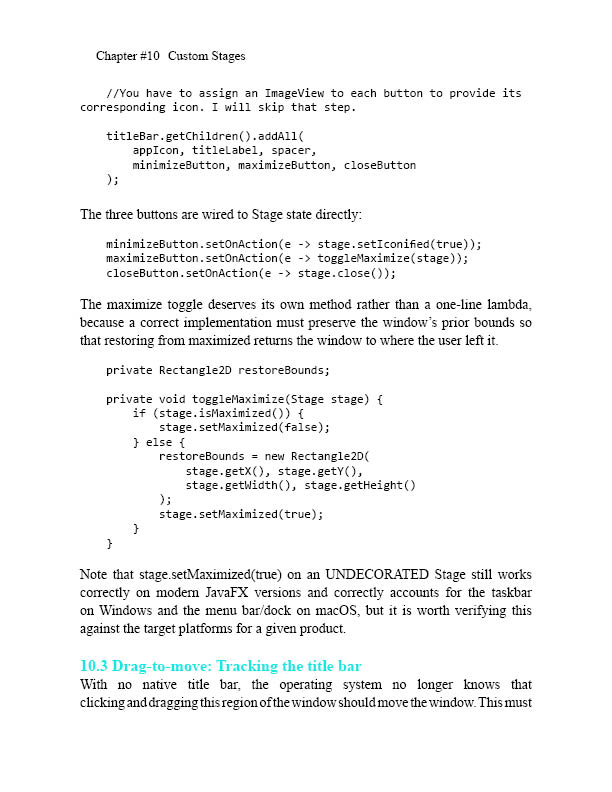 Chapter #10 Custom Stages
//You have to assign an ImageView to each button to provide its
corresponding icon. I will skip that step.
titleBar.getChildren().addAll(
appIcon, titleLabel, spacer,
minimizeButton, maximizeButton, closeButton
);
The three buttons are wired to Stage state directly:
minimizeButton.setOnAction(e -> stage.setIconified(true));
maximizeButton.setOnAction(e -> toggleMaximize(stage));
closeButton.setOnAction(e -> stage.close());
The maximize toggle deserves its own method rather than a one-line lambda,
because a correct implementation must preserve the window’s prior bounds so
that restoring from maximized returns the window to where the user left it.
private Rectangle2D restoreBounds;
private void toggleMaximize(Stage stage) {
if (stage.isMaximized()) {
stage.setMaximized(false);
} else {
restoreBounds = new Rectangle2D(
stage.getX(), stage.getY(),
stage.getWidth(), stage.getHeight()
);
stage.setMaximized(true);
}
}
Note that stage.setMaximized(true) on an UNDECORATED Stage still works
correctly on modern JavaFX versions and correctly accounts for the taskbar
on Windows and the menu bar/dock on macOS, but it is worth verifying this
against the target platforms for a given product.
10.3 Drag-to-move: Tracking the title bar
With no native title bar, the operating system no longer knows that
clicking and dragging this region of the window should move the window. This must